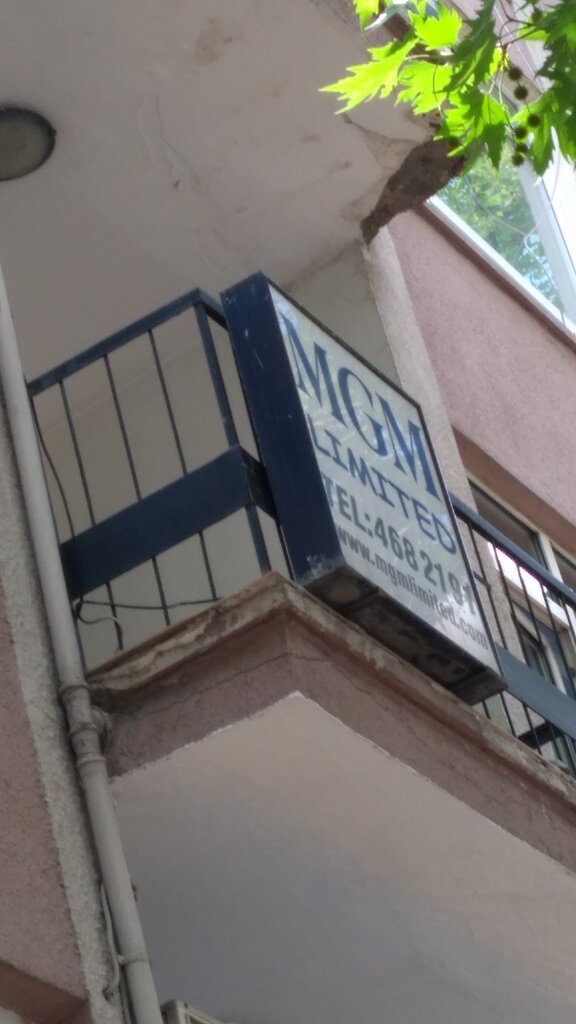 MGM
LIMITED
TEL:468 21 91
www.mgmlimited.com